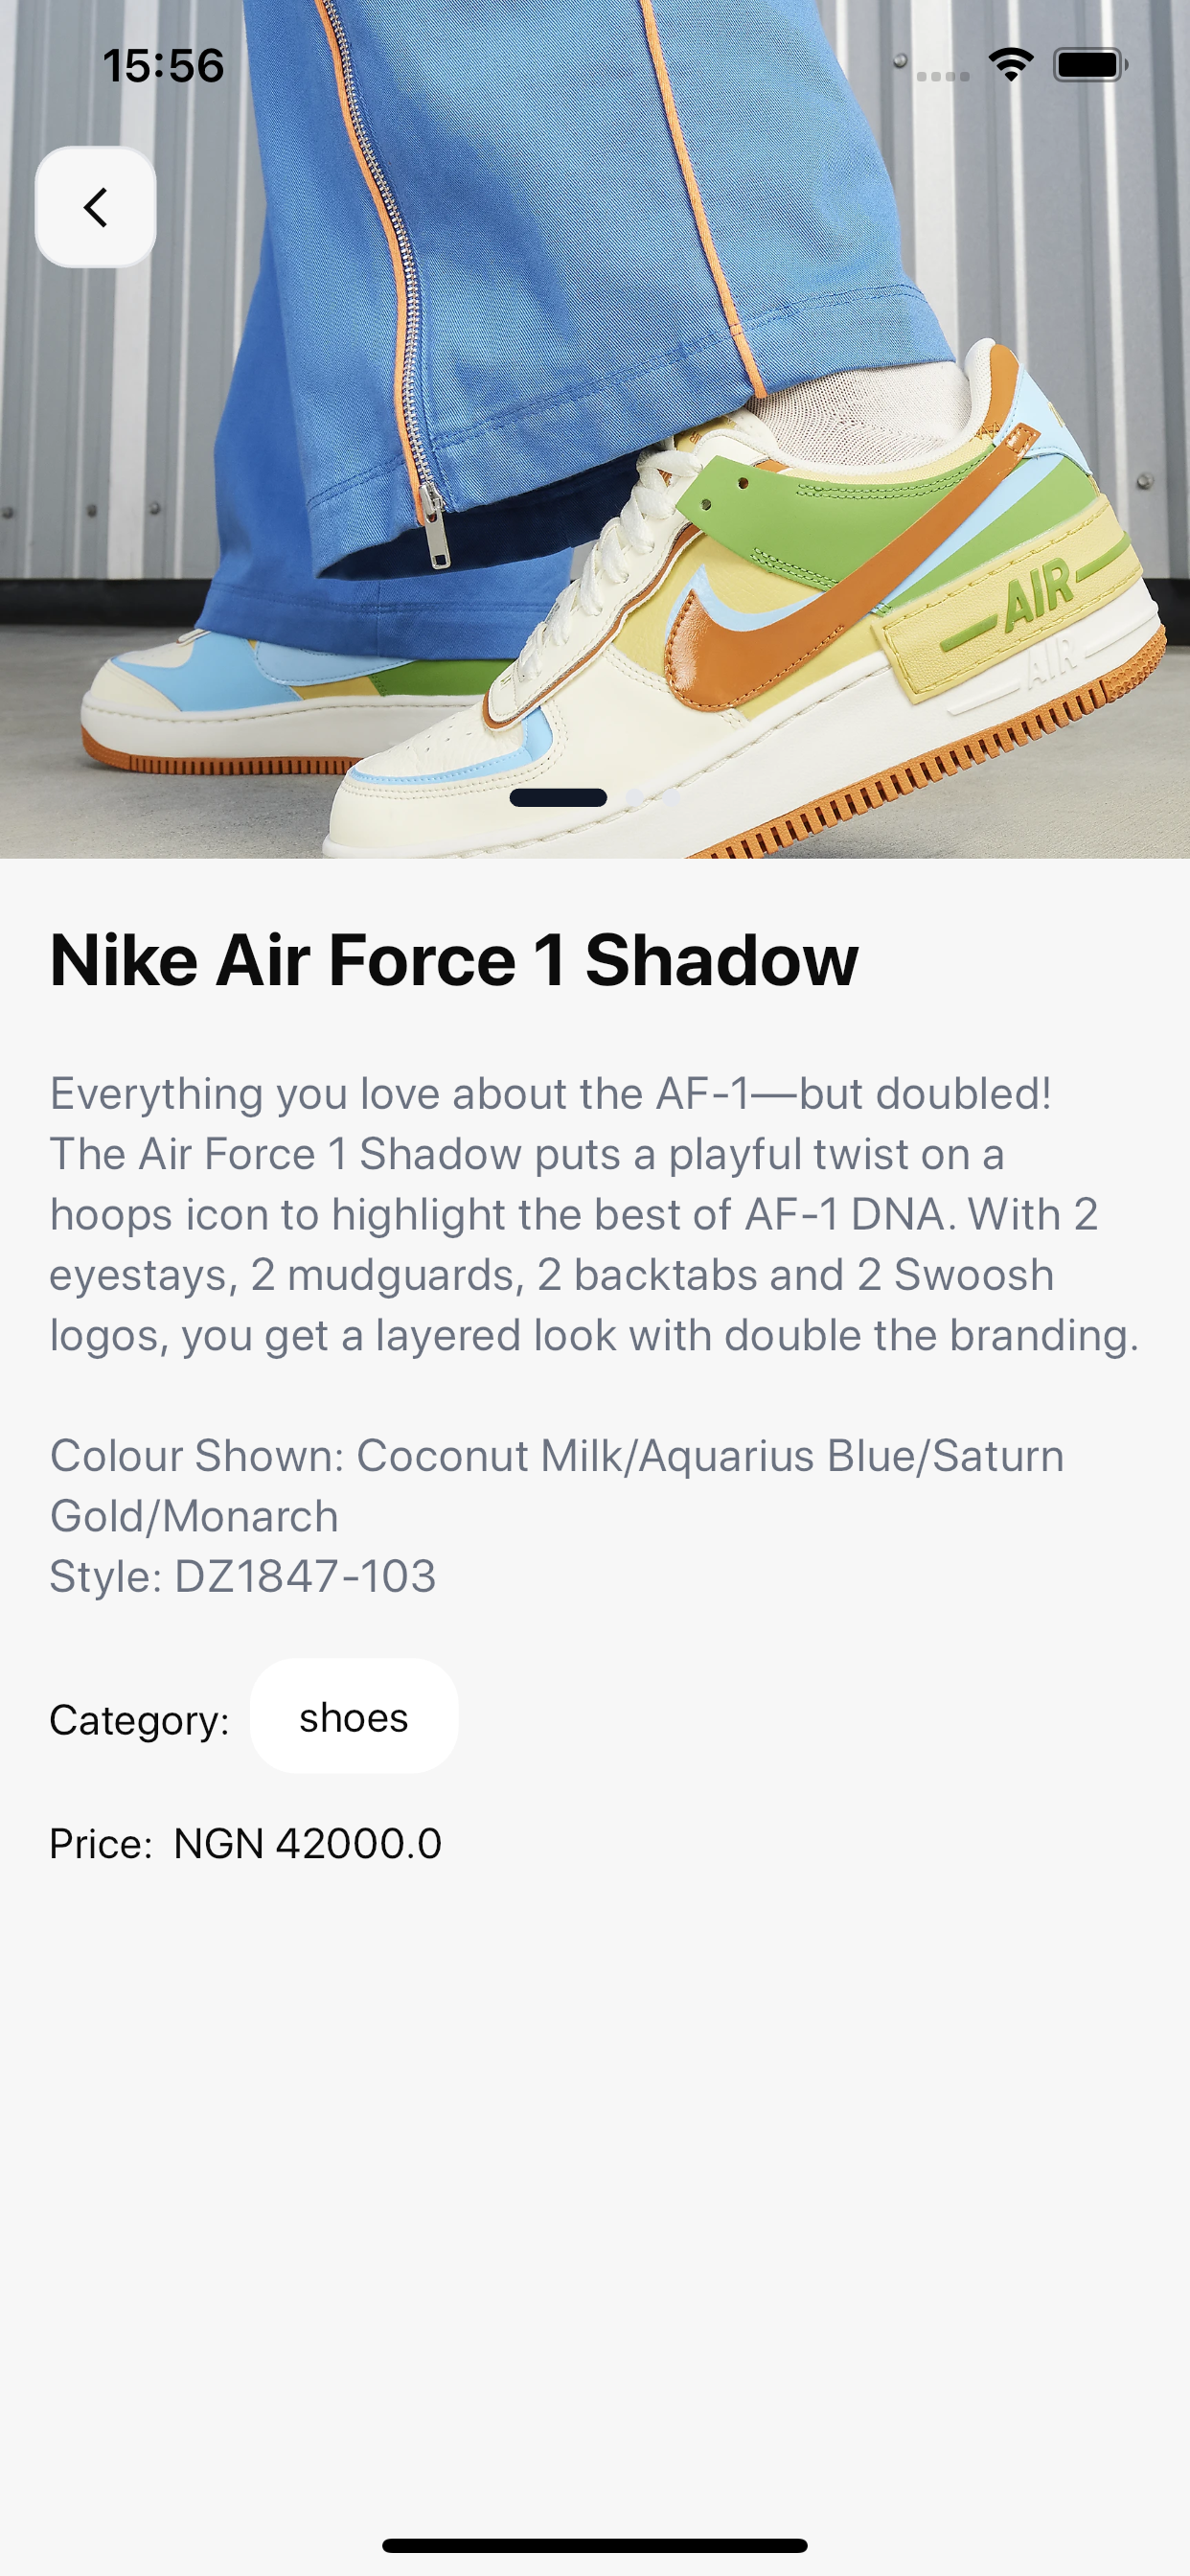 15:56
AIR
AIR
Nike Air Force 1 Shadow
Everything you love about the AF-1—but doubled!
The Air Force 1 Shadow puts a playful twist on a
hoops icon to highlight the best of AF-1 DNA. With 2
eyestays, 2 mudguards, 2 backtabs and 2 Swoosh
logos, you get a layered look with double the branding.
Colour Shown: Coconut Milk/Aquarius Blue/Saturn
Gold/Monarch
Style: DZ1847-103
Category: shoes
Price: NGN 42000.0